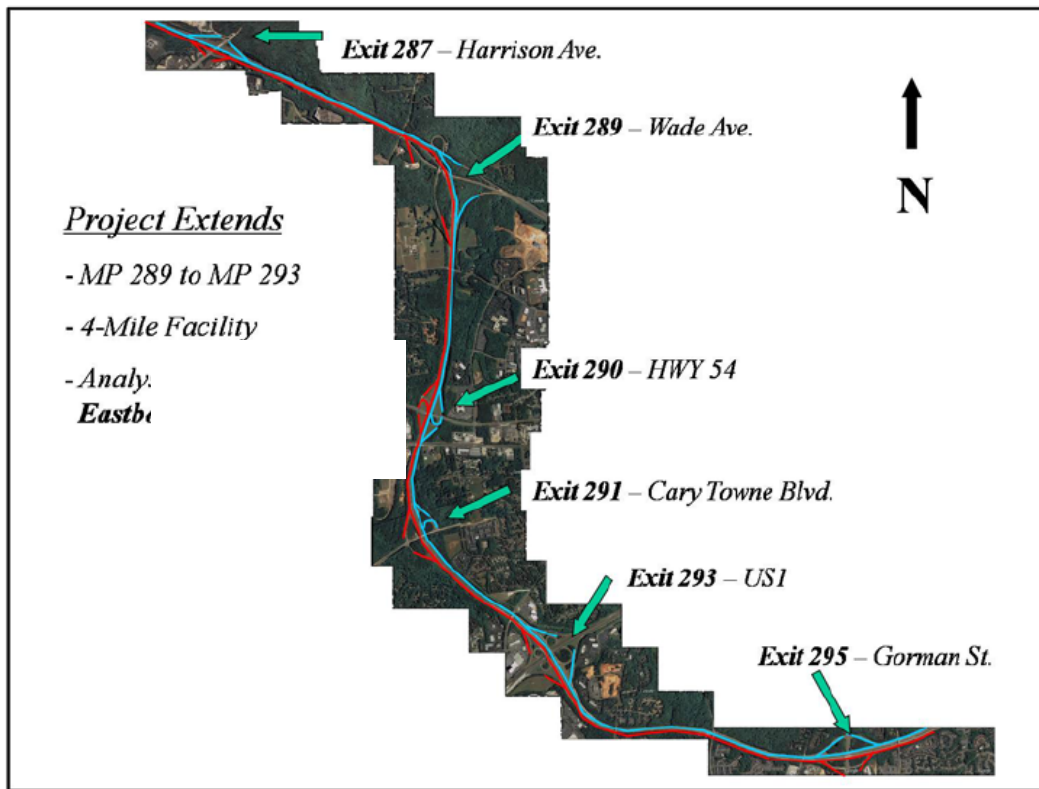 Exit 287 – Harrison Ave.
Exit 289 – Wade Ave.
N
Project Extends
- MP 289 to MP 293
- 4-Mile Facility
Exit 290 – HWY 54
Exit 291 – Cary Towne Blvd.
Exit 293 – US1
Exit 295 – Gorman St.